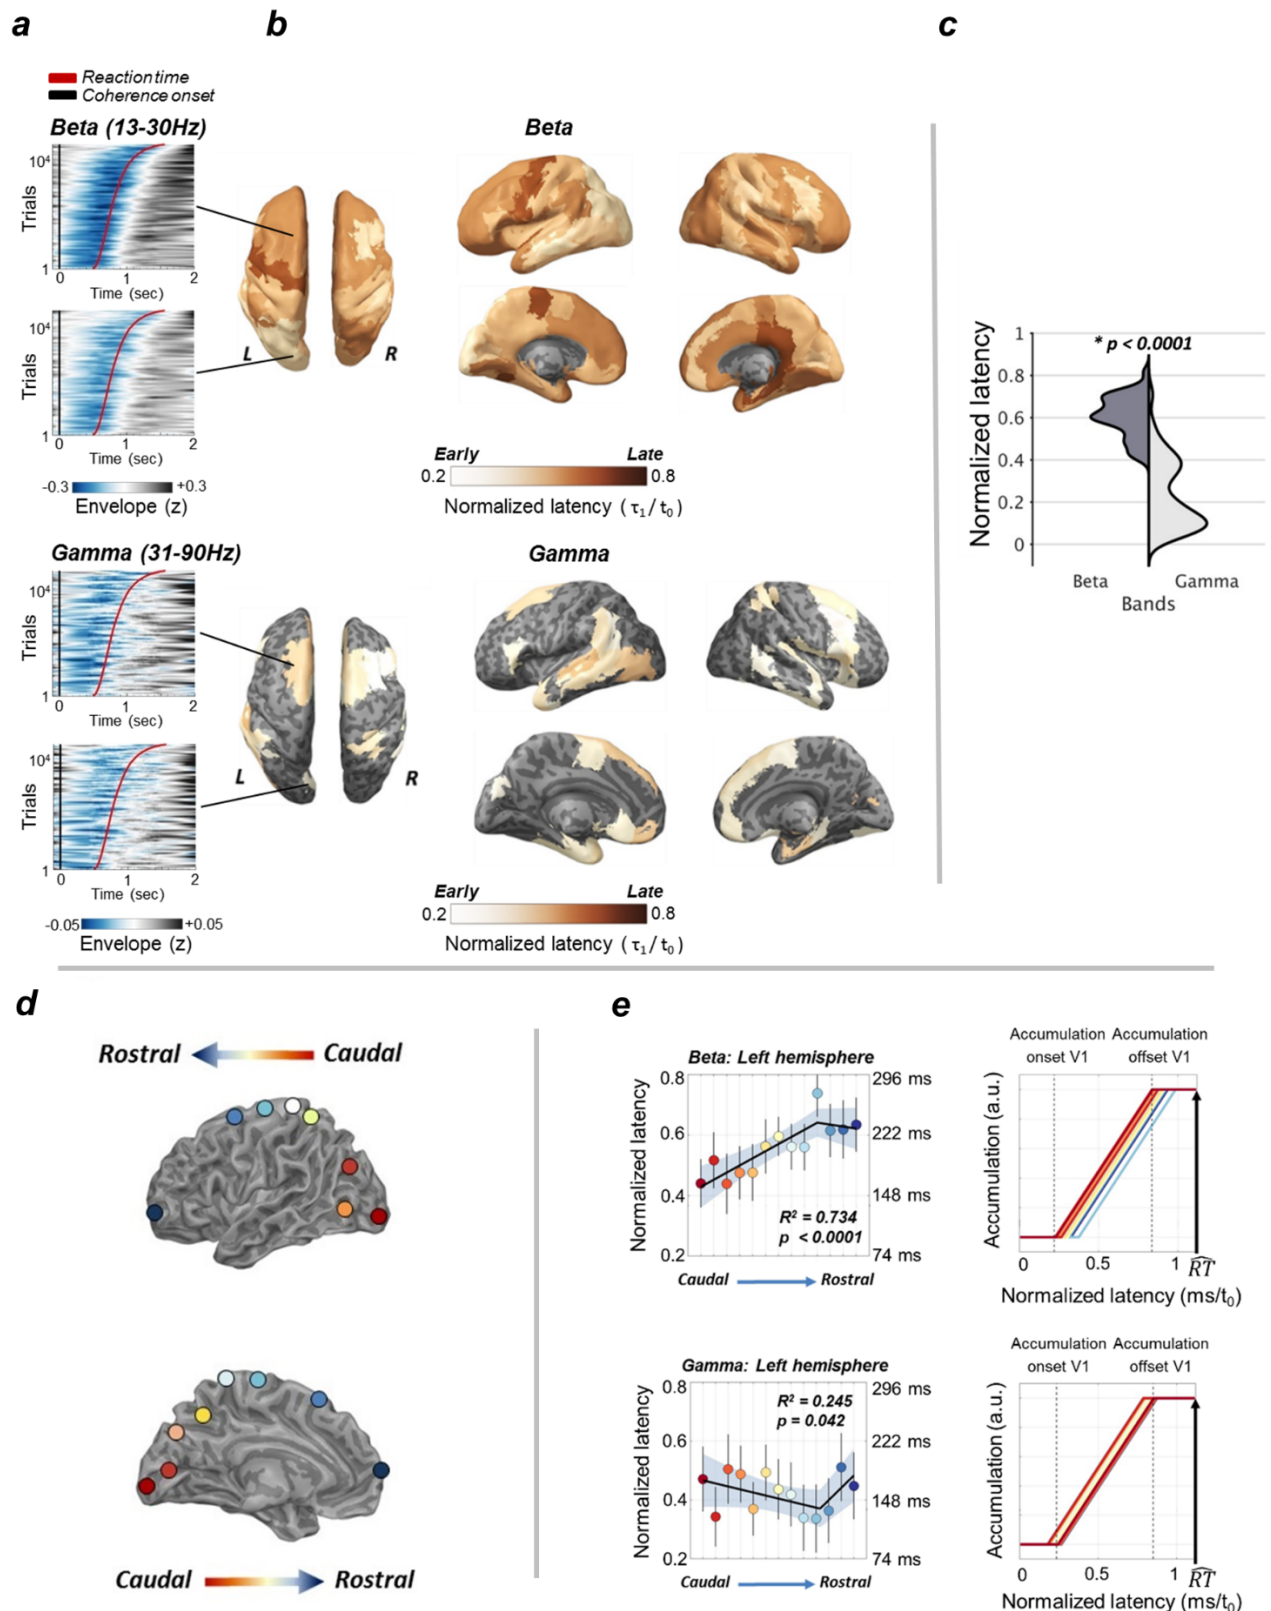 a
b
c
Reaction time
Coherence onset
Beta (13-30Hz)
10⁴
Trials
1
0 1 2
Time (sec)
10⁴
Trials
1
0 1 2
Time (sec)
-0.3 +0.3
Envelope (z)
L R
Beta
Early Late
0.2 0.8
Normalized latency (τ₁/t₀)
1
0.8
0.6
0.4
0.2
0
Normalized latency
* p < 0.0001
Beta Gamma
Bands
Gamma (31-90Hz)
10⁴
Trials
1
0 1 2
Time (sec)
10⁴
Trials
1
0 1 2
Time (sec)
-0.05 +0.05
Envelope (z)
L R
Gamma
Early Late
0.2 0.8
Normalized latency (τ₁/t₀)
d
Rostral Caudal
Caudal Rostral
e
Beta: Left hemisphere
Normalized latency
0.8 296 ms
0.6 222 ms
0.4 148 ms
0.2 74 ms
R² = 0.734
p < 0.0001
Caudal Rostral
Accumulation Accumulation
onset V1 offset V1
Accumulation (a.u.)
0 0.5 1 R̂T
Normalized latency (ms/t₀)
Gamma: Left hemisphere
Normalized latency
0.8 296 ms
R² = 0.245
p = 0.042
0.6 222 ms
0.4 148 ms
0.2 74 ms
Caudal Rostral
Accumulation Accumulation
onset V1 offset V1
Accumulation (a.u.)
0 0.5 1 R̂T
Normalized latency (ms/t₀)